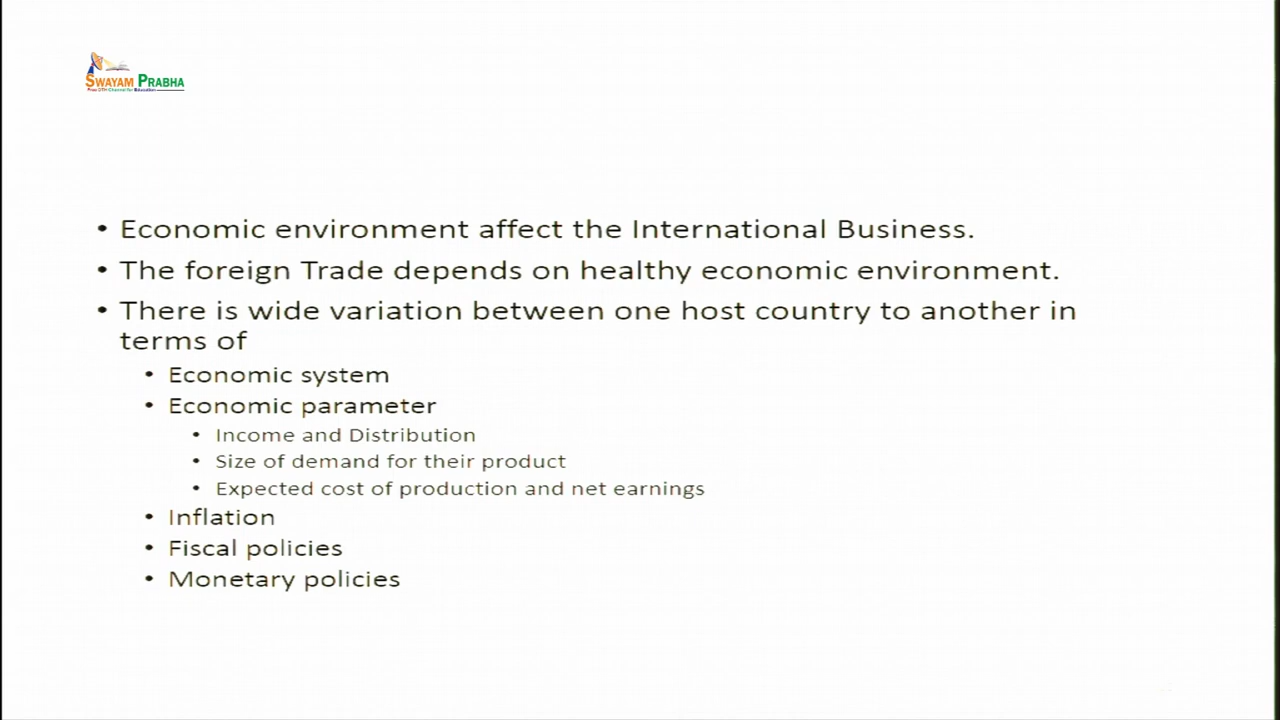 SWAYAM PRABHA
Free DTH Channel for Education
• Economic environment affect the International Business.
• The foreign Trade depends on healthy economic environment.
• There is wide variation between one host country to another in
terms of
• Economic system
• Economic parameter
• Income and Distribution
• Size of demand for their product
• Expected cost of production and net earnings
• Inflation
• Fiscal policies
• Monetary policies